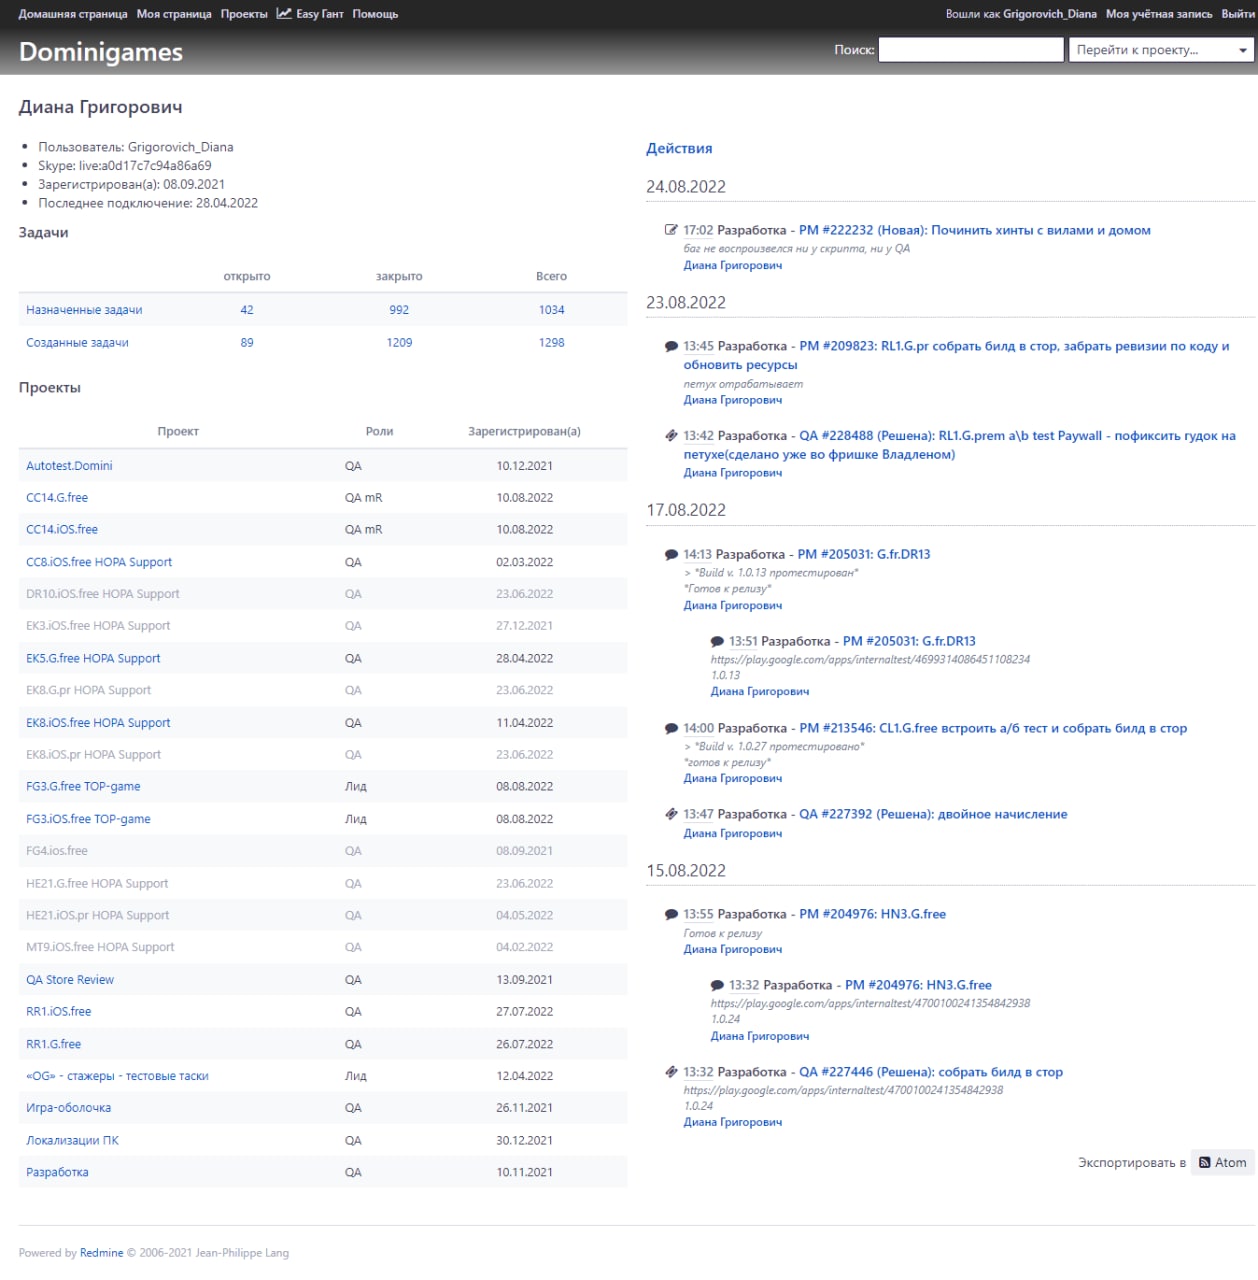 Домашняя страница Моя страница Проекты Easy Гант Помощь
Вошли как Grigorovich_Diana Моя учётная запись Выйти
Dominigames
Поиск: Перейти к проекту...
Диана Григорович
Пользователь: Grigorovich_Diana
Skype: live:a0d17c7c94a86a69
Зарегистрирован(а): 08.09.2021
Последнее подключение: 28.04.2022
Задачи
открыто закрыто Всего
Назначенные задачи 42 992 1034
Созданные задачи 89 1209 1298
Проекты
Проект Роли Зарегистрирован(а)
Autotest.Domini QA 10.12.2021
CC14.G.free QA mR 10.08.2022
CC14.iOS.free QA mR 10.08.2022
CC8.iOS.free HOPA Support QA 02.03.2022
DR10.iOS.free HOPA Support QA 23.06.2022
EK3.iOS.free HOPA Support QA 27.12.2021
EK5.G.free HOPA Support QA 28.04.2022
EK8.G.pr HOPA Support QA 23.06.2022
EK8.iOS.free HOPA Support QA 11.04.2022
EK8.iOS.pr HOPA Support QA 23.06.2022
FG3.G.free TOP-game Лид 08.08.2022
FG3.iOS.free TOP-game Лид 08.08.2022
FG4.ios.free QA 08.09.2021
HE21.G.free HOPA Support QA 23.06.2022
HE21.iOS.pr HOPA Support QA 04.05.2022
MT9.iOS.free HOPA Support QA 04.02.2022
QA Store Review QA 13.09.2021
RR1.iOS.free QA 27.07.2022
RR1.G.free QA 26.07.2022
«OG» - стажеры - тестовые таски Лид 12.04.2022
Игра-оболочка QA 26.11.2021
Локализации ПК QA 30.12.2021
Разработка QA 10.11.2021
Действия
24.08.2022
17:02 Разработка - PM #222232 (Новая): Починить хинты с вилами и домом
баг не воспроизвелся ни у скрипта, ни у QA
Диана Григорович
23.08.2022
13:45 Разработка - PM #209823: RL1.G.pr собрать билд в стор, забрать ревизии по коду и
обновить ресурсы
петух отрабатывает
Диана Григорович
13:42 Разработка - QA #228488 (Решена): RL1.G.prem a\b test Paywall - пофиксить гудок на
петухе(сделано уже во фришке Владленом)
Диана Григорович
17.08.2022
14:13 Разработка - PM #205031: G.fr.DR13
> *Build v. 1.0.13 протестирован*
*Готов к релизу*
Диана Григорович
13:51 Разработка - PM #205031: G.fr.DR13
https://play.google.com/apps/internaltest/4699314086451108234
1.0.13
Диана Григорович
14:00 Разработка - PM #213546: CL1.G.free встроить а/б тест и собрать билд в стор
> *Build v. 1.0.27 протестировано*
*готов к релизу*
Диана Григорович
13:47 Разработка - QA #227392 (Решена): двойное начисление
Диана Григорович
15.08.2022
13:55 Разработка - PM #204976: HN3.G.free
Готов к релизу
Диана Григорович
13:32 Разработка - PM #204976: HN3.G.free
https://play.google.com/apps/internaltest/4700100241354842938
1.0.24
Диана Григорович
13:32 Разработка - QA #227446 (Решена): собрать билд в стор
https://play.google.com/apps/internaltest/4700100241354842938
1.0.24
Диана Григорович
Экспортировать в Atom
Powered by Redmine © 2006-2021 Jean-Philippe Lang